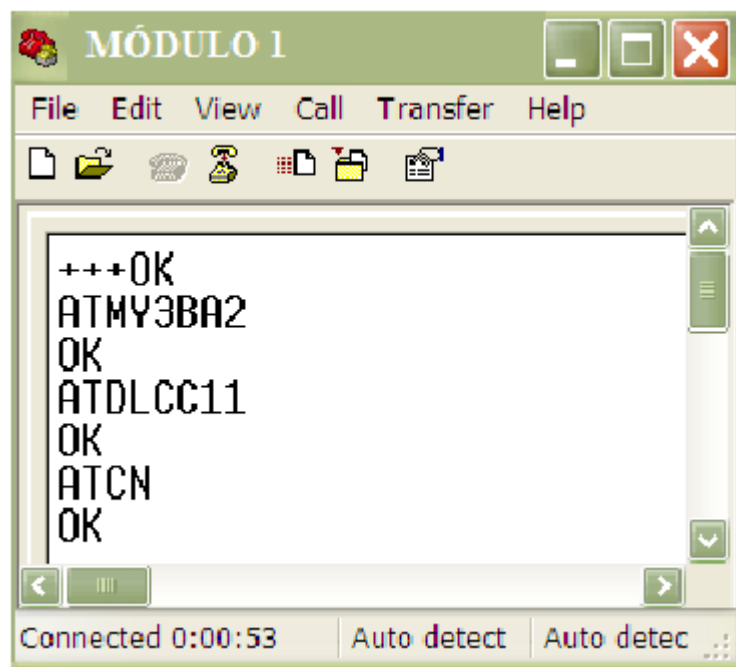 MÓDULO 1
File Edit View Call Transfer Help
+++OK
ATMY3BA2
OK
ATDLCC11
OK
ATCN
OK
Connected 0:00:53 Auto detect Auto detec